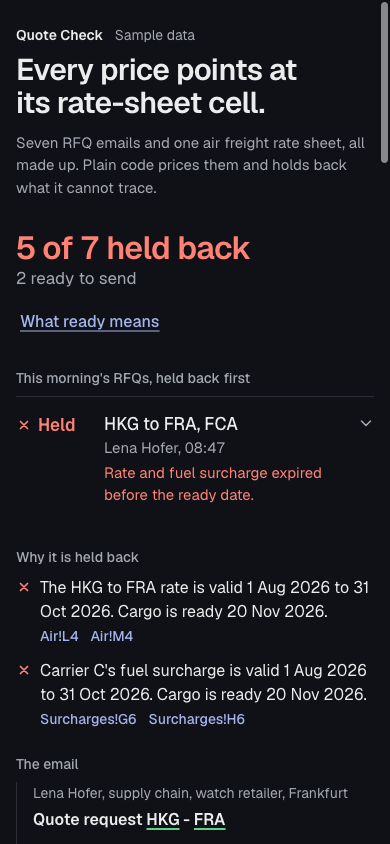 Quote Check Sample data
Every price points at
its rate-sheet cell.
Seven RFQ emails and one air freight rate sheet, all
made up. Plain code prices them and holds back
what it cannot trace.
5 of 7 held back
2 ready to send
What ready means
This morning's RFQs, held back first
Held HKG to FRA, FCA
Lena Hofer, 08:47
Rate and fuel surcharge expired
before the ready date.
Why it is held back
The HKG to FRA rate is valid 1 Aug 2026 to 31
Oct 2026. Cargo is ready 20 Nov 2026.
Air!L4 Air!M4
Carrier C's fuel surcharge is valid 1 Aug 2026
to 31 Oct 2026. Cargo is ready 20 Nov 2026.
Surcharges!G6 Surcharges!H6
The email
Lena Hofer, supply chain, watch retailer, Frankfurt
Quote request HKG - FRA